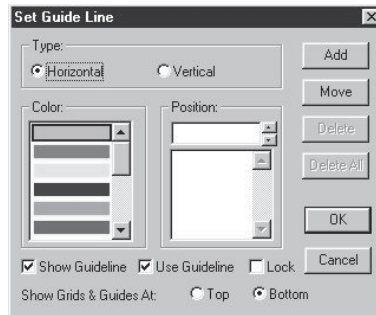 Set Guide Line
Type:
Horizontal
Vertical
Add
Move
Delete
Delete All
Color:
Position:
OK
Cancel
Show Guideline
Use Guideline
Lock
Show Grids & Guides At:
Top
Bottom